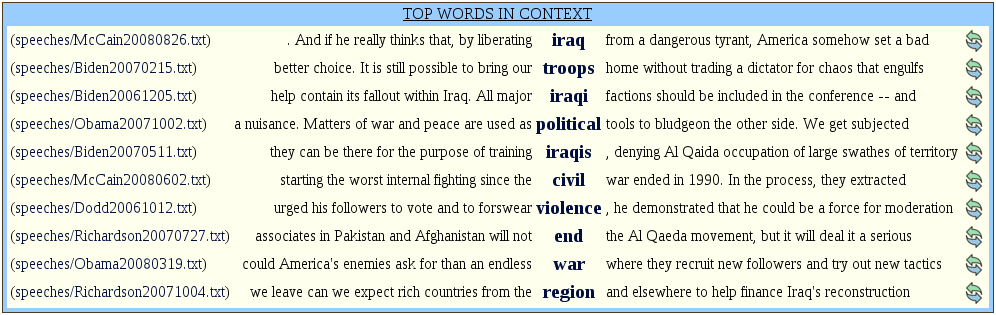 TOP WORDS IN CONTEXT
(speeches/McCain20080826.txt) . And if he really thinks that, by liberating iraq from a dangerous tyrant, America somehow set a bad
(speeches/Biden20070215.txt) better choice. It is still possible to bring our troops home without trading a dictator for chaos that engulfs
(speeches/Biden20061205.txt) help contain its fallout within Iraq. All major iraqi factions should be included in the conference -- and
(speeches/Obama20071002.txt) a nuisance. Matters of war and peace are used as political tools to bludgeon the other side. We get subjected
(speeches/Biden20070511.txt) they can be there for the purpose of training iraqis , denying Al Qaida occupation of large swathes of territory
(speeches/McCain20080602.txt) starting the worst internal fighting since the civil war ended in 1990. In the process, they extracted
(speeches/Dodd20061012.txt) urged his followers to vote and to forswear violence , he demonstrated that he could be a force for moderation
(speeches/Richardson20070727.txt) associates in Pakistan and Afghanistan will not end the Al Qaeda movement, but it will deal it a serious
(speeches/Obama20080319.txt) could America's enemies ask for than an endless war where they recruit new followers and try out new tactics
(speeches/Richardson20071004.txt) we leave can we expect rich countries from the region and elsewhere to help finance Iraq's reconstruction